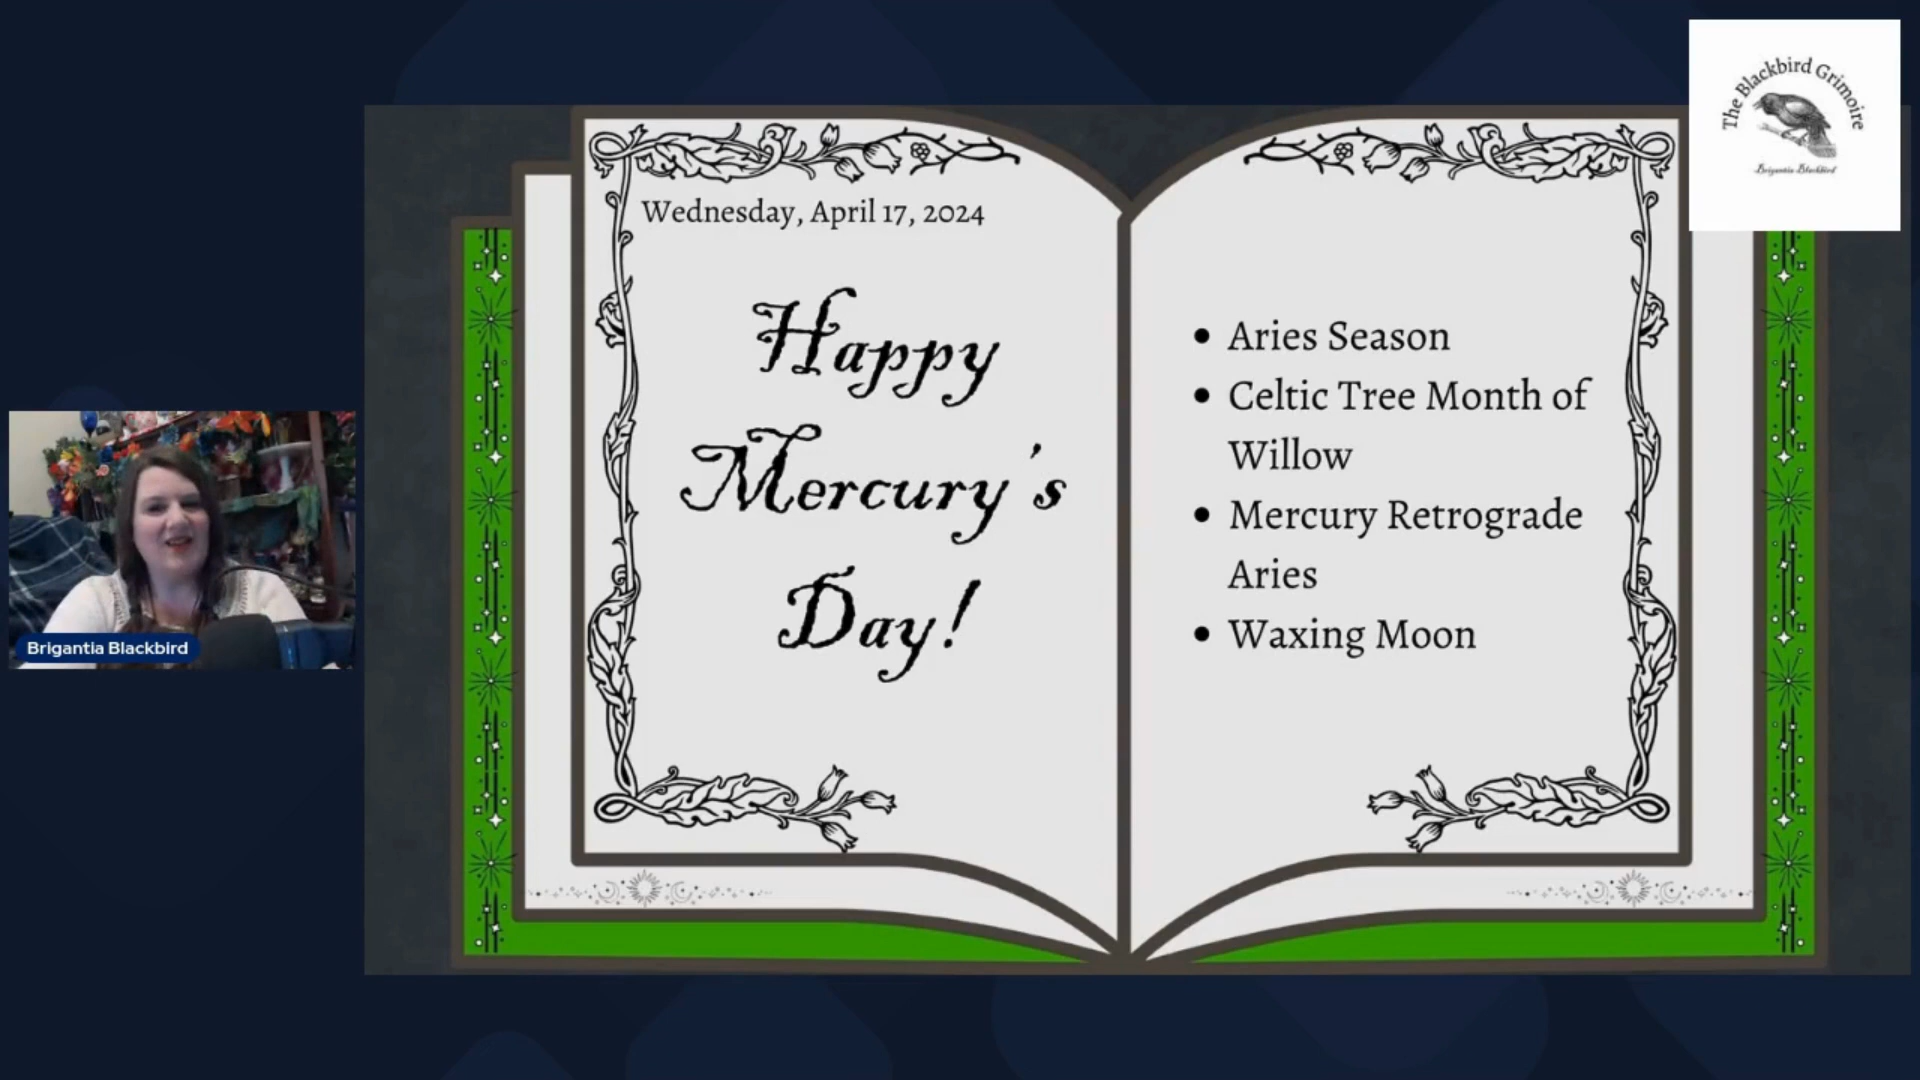 The Blackbird Grimoire
Brigantia Blackbird
Wednesday, April 17, 2024
Happy
Mercury's
Day!
• Aries Season
• Celtic Tree Month of
Willow
• Mercury Retrograde
Aries
• Waxing Moon
Brigantia Blackbird